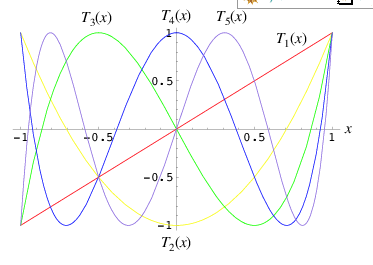 T₄(x)
T₃(x) T₅(x)
1 T₁(x)
0.5
-1 -0.5 0.5 1 x
-0.5
-1
T₂(x)